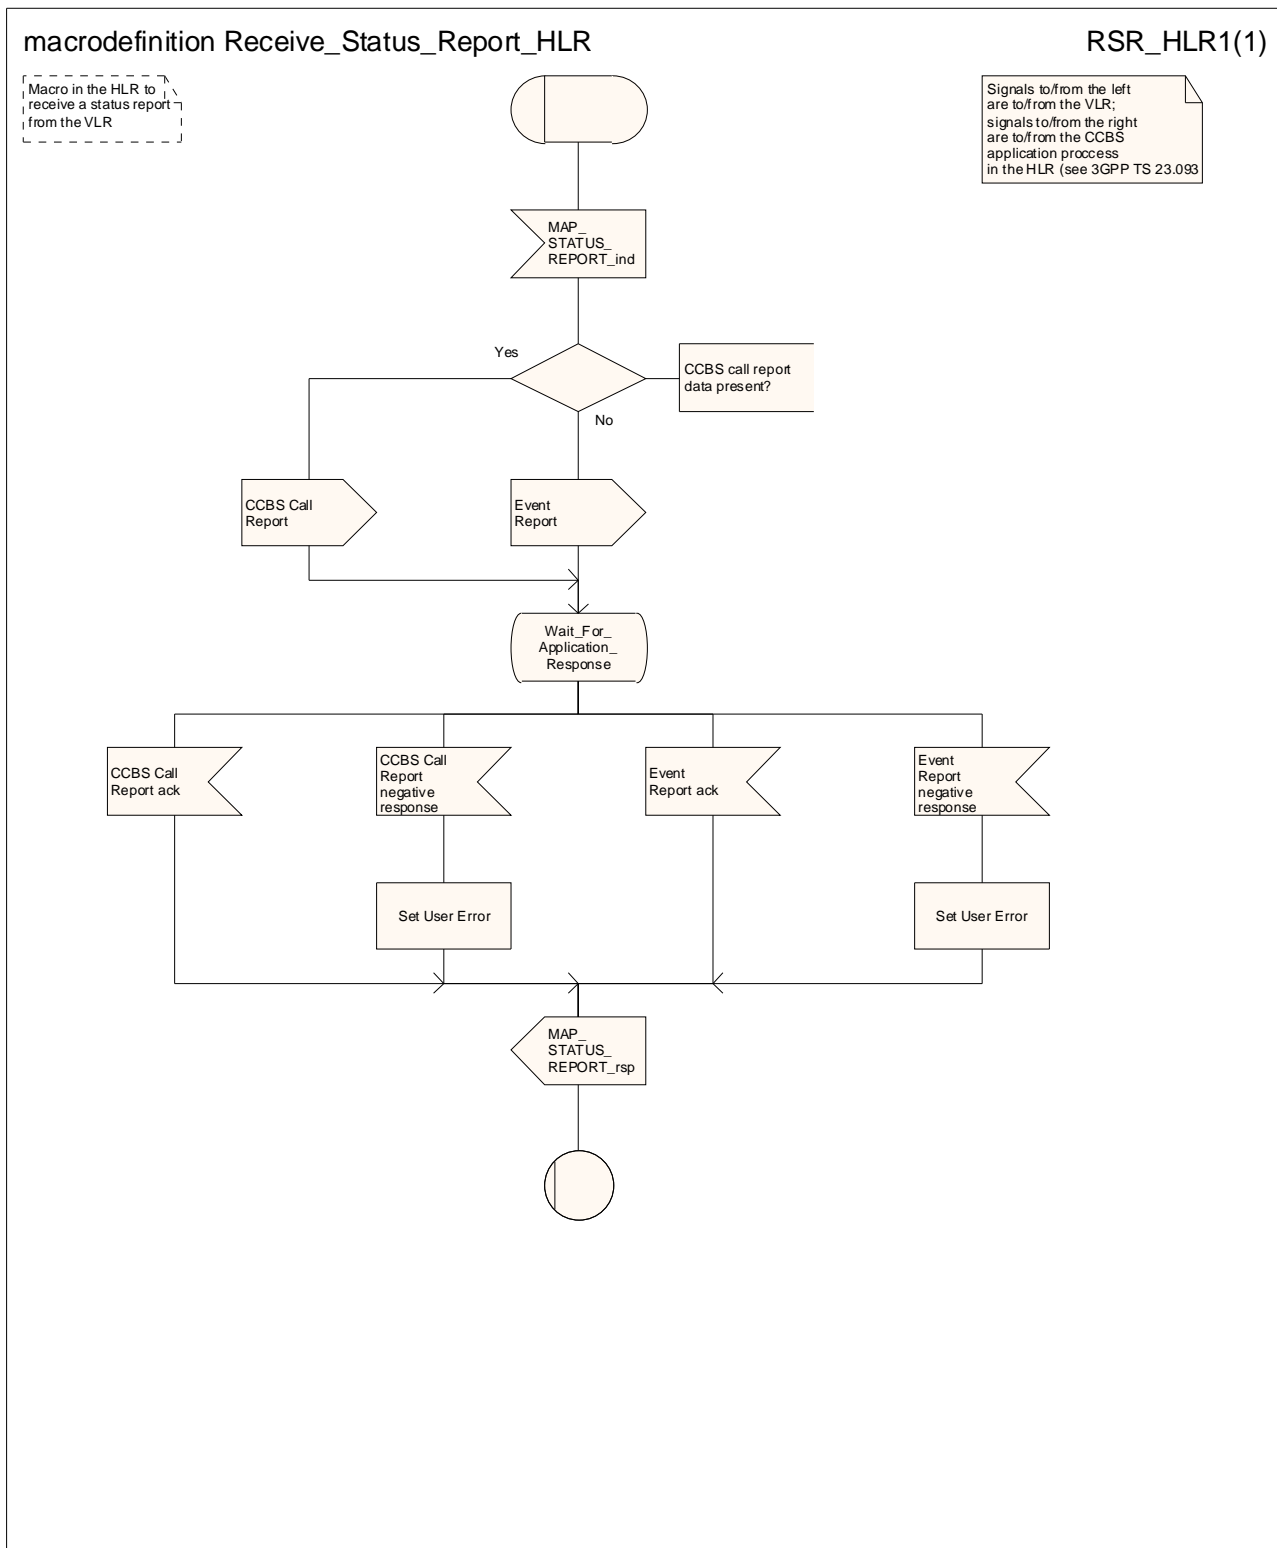 macrodefinition Receive_Status_Report_HLR
RSR_HLR1(1)
Macro in the HLR to
receive a status report
from the VLR
Signals to/from the left
are to/from the VLR;
signals to/from the right
are to/from the CCBS
application proccess
in the HLR (see 3GPP TS 23.093
MAP_
STATUS_
REPORT_ind
Yes
CCBS call report
data present?
No
CCBS Call
Report
Event
Report
Wait_For_
Application_
Response
CCBS Call
Report ack
CCBS Call
Report
negative
response
Event
Report ack
Event
Report
negative
response
Set User Error
Set User Error
MAP_
STATUS_
REPORT_rsp